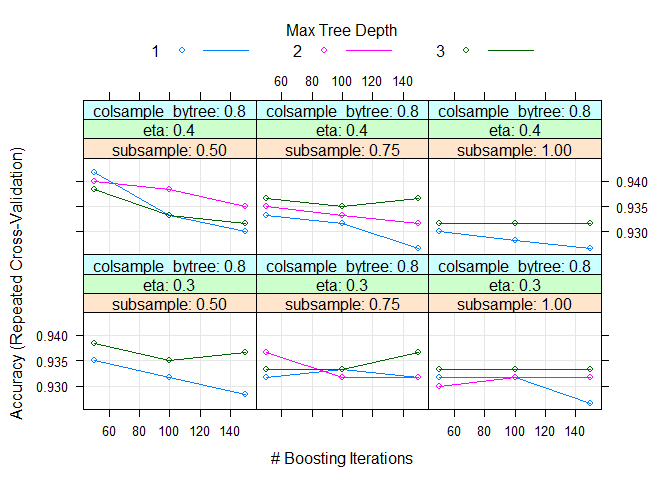 Max Tree Depth
1 2 3
60 80 100 140
colsample_bytree: 0.8 colsample_bytree: 0.8 colsample_bytree: 0.8
eta: 0.4 eta: 0.4 eta: 0.4
subsample: 0.50 subsample: 0.75 subsample: 1.00
0.940
0.935
0.930
colsample_bytree: 0.8 colsample_bytree: 0.8 colsample_bytree: 0.8
eta: 0.3 eta: 0.3 eta: 0.3
subsample: 0.50 subsample: 0.75 subsample: 1.00
0.940
0.935
0.930
60 80 100 140 60 80 100 140
# Boosting Iterations
Accuracy (Repeated Cross-Validation)